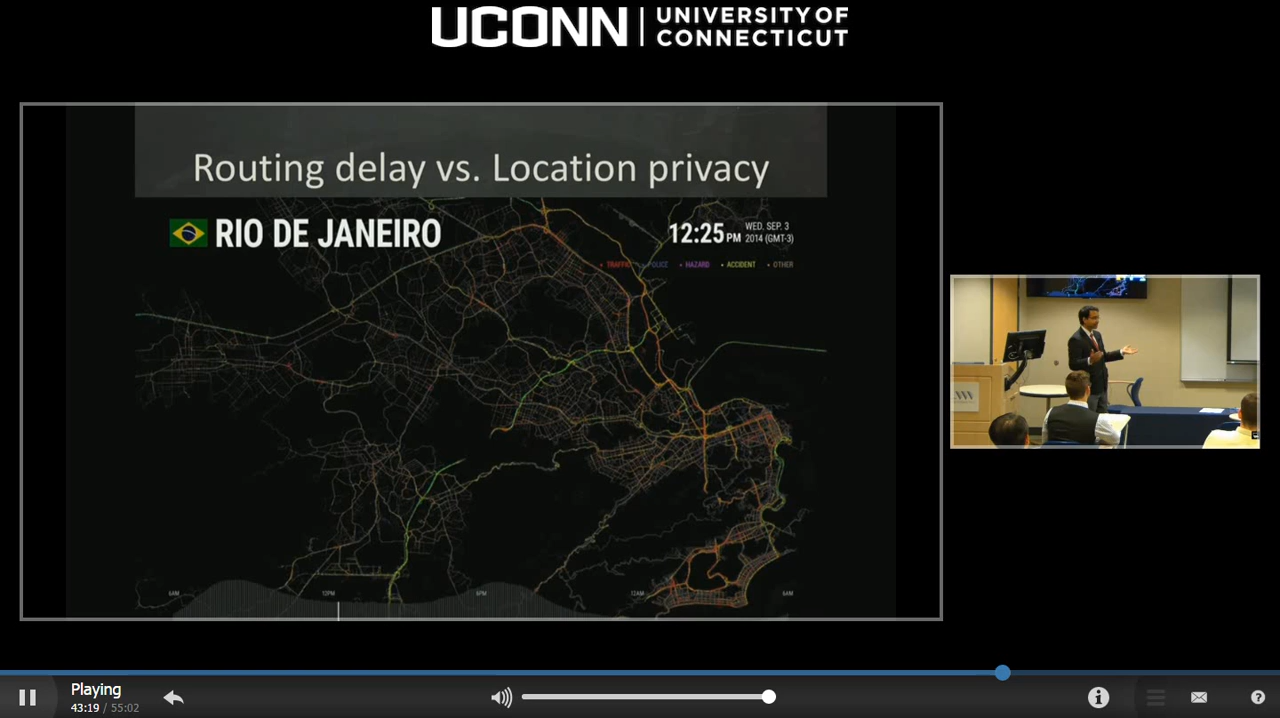 UCONN
UNIVERSITY OF
CONNECTICUT
Routing delay vs. Location privacy
RIO DE JANEIRO
12:25 PM
WED. SEP. 3
2014 (GMT-3)
TRAFFIC POLICE HAZARD ACCIDENT OTHER
6AM 12PM 6PM 12AM 6AM
Playing
43:19 / 55:02